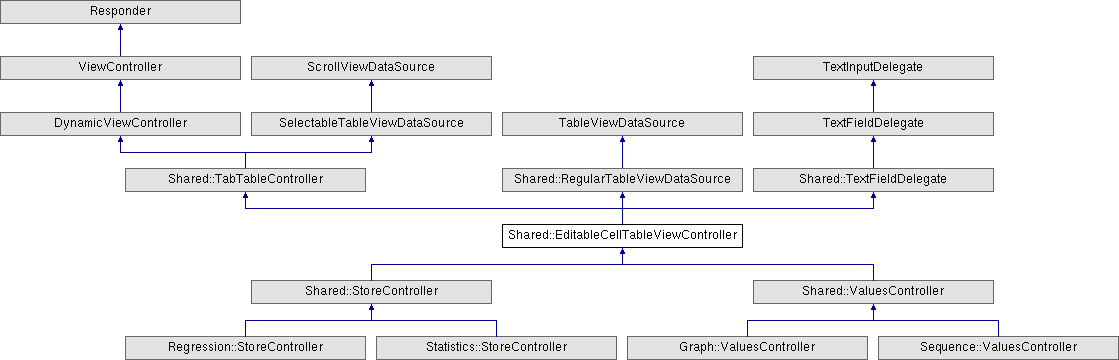 Responder
ViewController
ScrollViewDataSource
TextInputDelegate
DynamicViewController
SelectableTableViewDataSource
TableViewDataSource
TextFieldDelegate
Shared::TabTableController
Shared::RegularTableViewDataSource
Shared::TextFieldDelegate
Shared::EditableCellTableViewController
Shared::StoreController
Shared::ValuesController
Regression::StoreController
Statistics::StoreController
Graph::ValuesController
Sequence::ValuesController